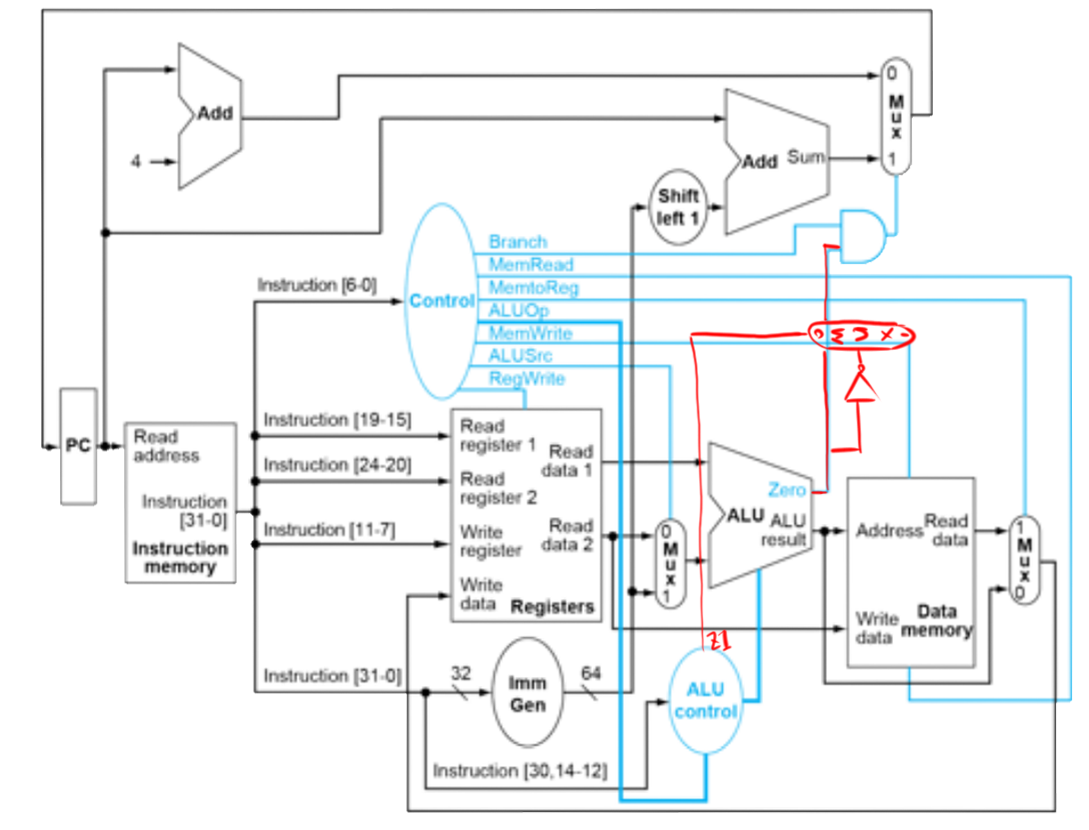 0
Mux
1
Add
4
Add Sum
Shift
left 1
Branch
MemRead
MemtoReg
ALUOp
MemWrite
ALUSrc
RegWrite
Control
Instruction [6-0]
0 M U X 1
PC
Read
address
Instruction
[31-0]
Instruction
memory
Instruction [19-15]
Instruction [24-20]
Instruction [11-7]
Instruction [31-0]
Read
register 1
Read
register 2
Write
register
Write
data
Read
data 1
Read
data 2
Registers
0
Mux
1
Zero
ALU
ALU
result
Address
Read
data
Write
data
Data
memory
1
Mux
0
32
Imm
Gen
64
ZI
ALU
control
Instruction [30,14-12]